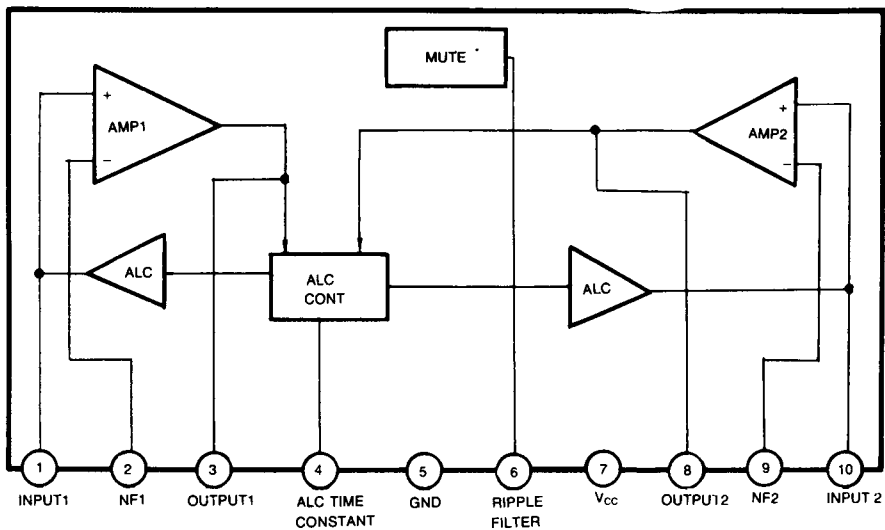 MUTE
+
AMP1
−
+
AMP2
-
ALC
ALC
CONT
ALC
1
2
3
4
5
6
7
8
9
10
INPUT1
NF1
OUTPUT1
ALC TIME
CONSTANT
GND
RIPPLE
FILTER
VCC
OUTPU12
NF2
INPUT 2